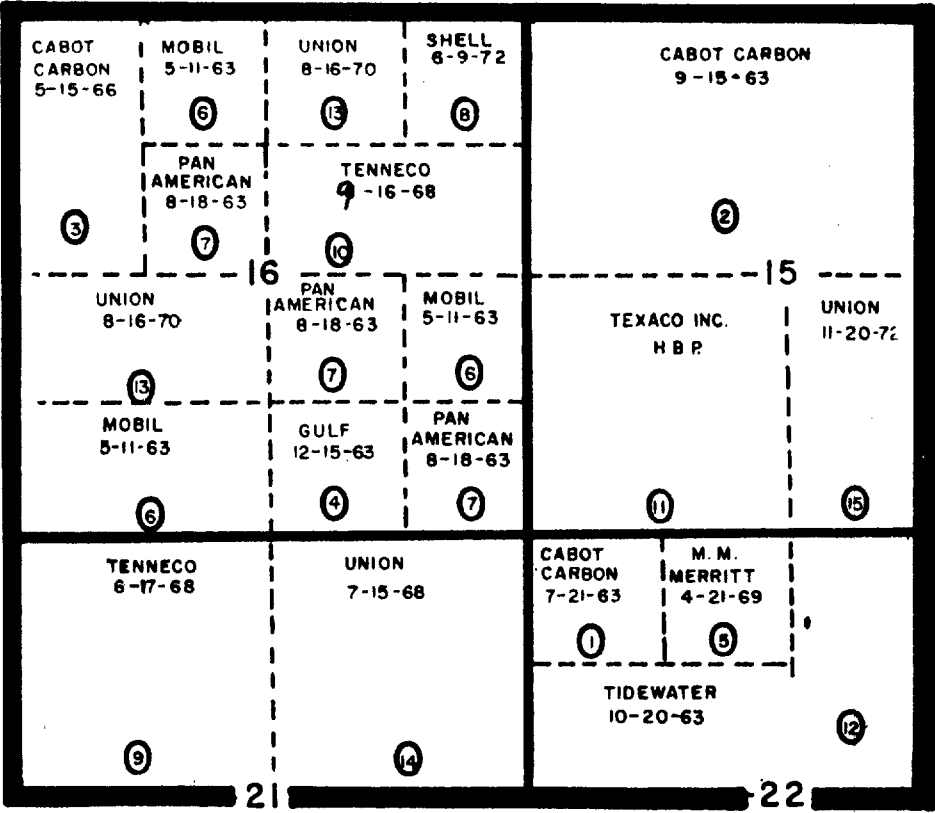 CABOT
CARBON
5-15-66
3
MOBIL
5-11-63
6
UNION
8-16-70
13
SHELL
6-9-72
8
PAN
AMERICAN
8-18-63
7
TENNECO
9-16-68
10
16
UNION
8-16-70
13
PAN
AMERICAN
8-18-63
7
MOBIL
5-11-63
6
MOBIL
5-11-63
6
GULF
12-15-63
4
PAN
AMERICAN
8-18-63
7
CABOT CARBON
9-15-63
2
15
TEXACO INC.
H B P.
11
UNION
11-20-72
15
TENNECO
6-17-68
9
UNION
7-15-68
14
21
CABOT
CARBON
7-21-63
1
M. M.
MERRITT
4-21-69
5
TIDEWATER
10-20-63
12
22